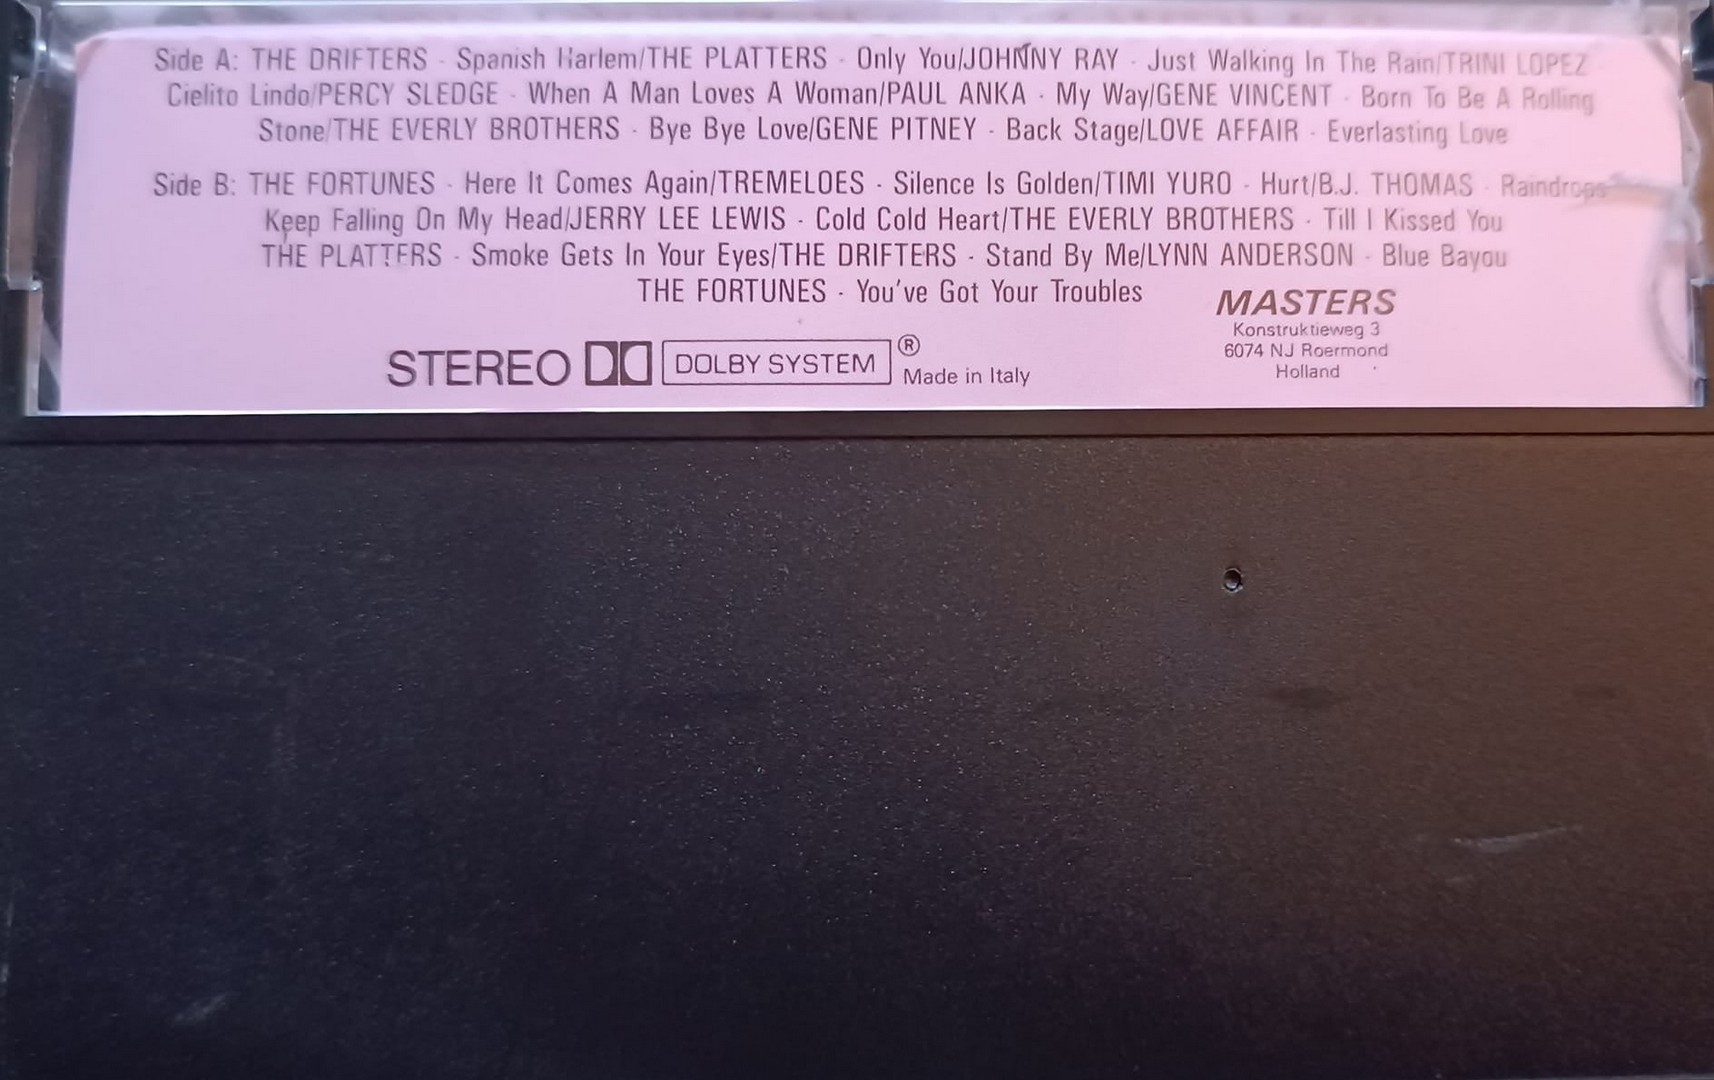 Side A: THE DRIFTERS - Spanish Harlem/THE PLATTERS - Only You/JOHNNY RAY - Just Walking In The Rain/TRINI LOPEZ
Cielito Lindo/PERCY SLEDGE - When A Man Loves A Woman/PAUL ANKA - My Way/GENE VINCENT - Born To Be A Rolling
Stone/THE EVERLY BROTHERS - Bye Bye Love/GENE PITNEY - Back Stage/LOVE AFFAIR - Everlasting Love
Side B: THE FORTUNES - Here It Comes Again/TREMELOES - Silence Is Golden/TIMI YURO - Hurt/B.J. THOMAS - Raindrops
Keep Falling On My Head/JERRY LEE LEWIS - Cold Cold Heart/THE EVERLY BROTHERS - Till I Kissed You
THE PLATTERS - Smoke Gets In Your Eyes/THE DRIFTERS - Stand By Me/LYNN ANDERSON - Blue Bayou
THE FORTUNES - You've Got Your Troubles
MASTERS
Konstruktieweg 3
6074 NJ Roermond
Holland
STEREO DOLBY SYSTEM ® Made in Italy